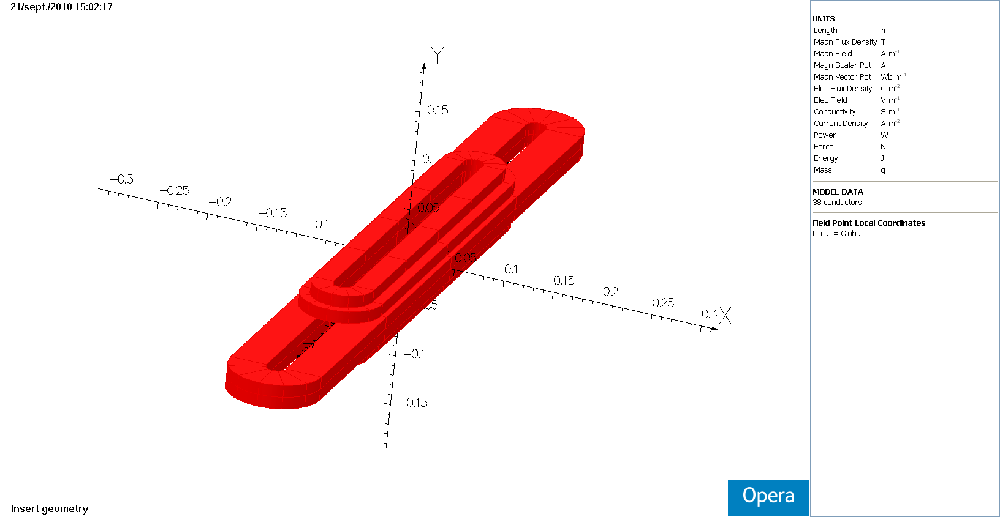 21/sept./2010 15:02:17
Y
0.15
0.1
0.05
−0.3
−0.25
−0.2
−0.15
−0.1
0.05
0.1
0.15
0.2
0.25
0.3
X
−0.1
−0.15
UNITS
Length m
Magn Flux Density T
Magn Field A m⁻¹
Magn Scalar Pot A
Magn Vector Pot Wb m⁻¹
Elec Flux Density C m⁻²
Elec Field V m⁻¹
Conductivity S m⁻¹
Current Density A m⁻²
Power W
Force N
Energy J
Mass g
MODEL DATA
38 conductors
Field Point Local Coordinates
Local = Global
Opera
Insert geometry